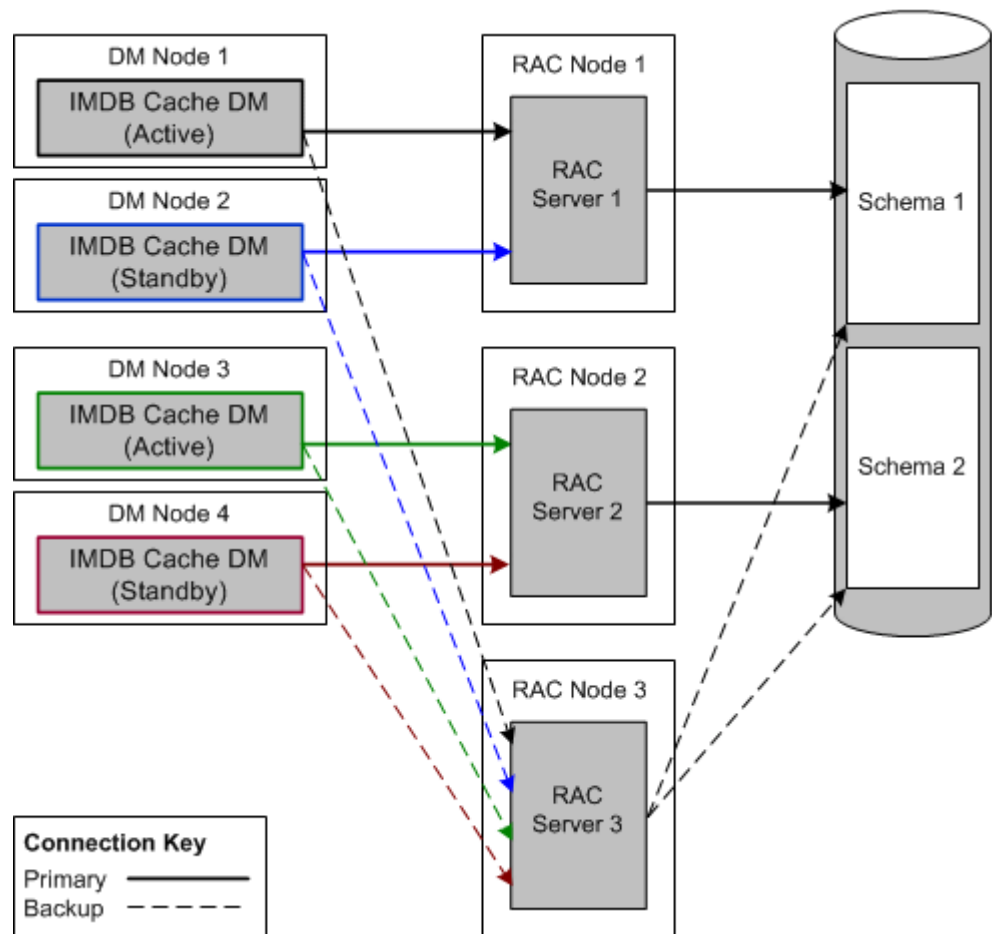 DM Node 1
IMDB Cache DM
(Active)
DM Node 2
IMDB Cache DM
(Standby)
DM Node 3
IMDB Cache DM
(Active)
DM Node 4
IMDB Cache DM
(Standby)
RAC Node 1
RAC
Server 1
RAC Node 2
RAC
Server 2
RAC Node 3
RAC
Server 3
Schema 1
Schema 2
Connection Key
Primary
Backup